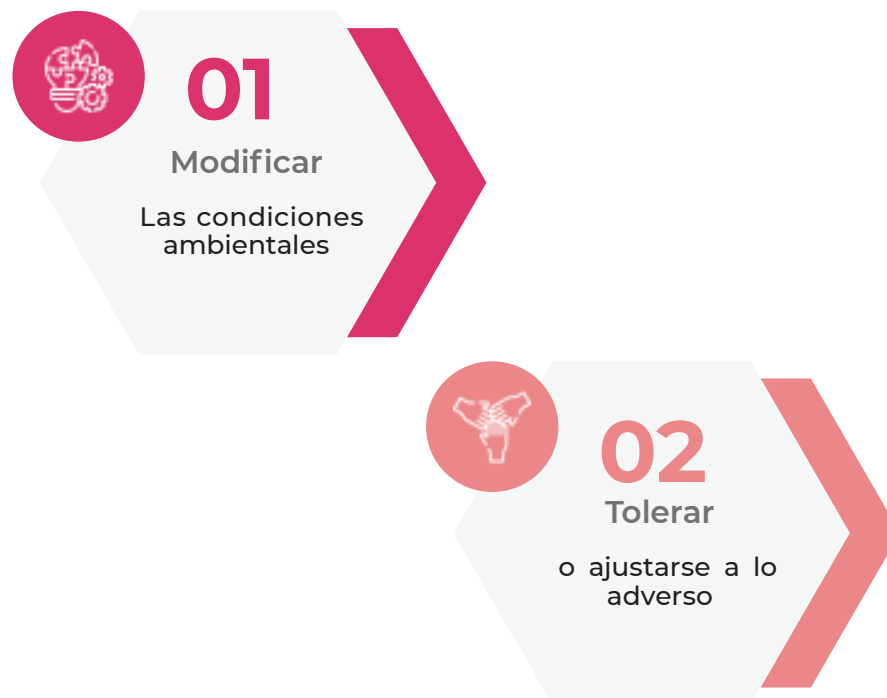 01
Modificar
Las condiciones
ambientales
02
Tolerar
o ajustarse a lo
adverso